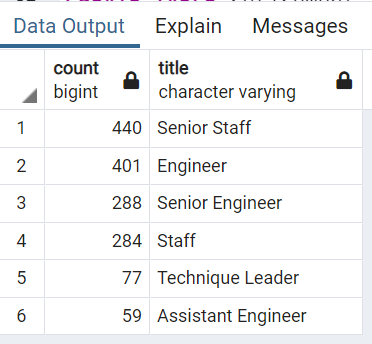 Data Output Explain Messages
count title
bigint character varying
1 440 Senior Staff
2 401 Engineer
3 288 Senior Engineer
4 284 Staff
5 77 Technique Leader
6 59 Assistant Engineer